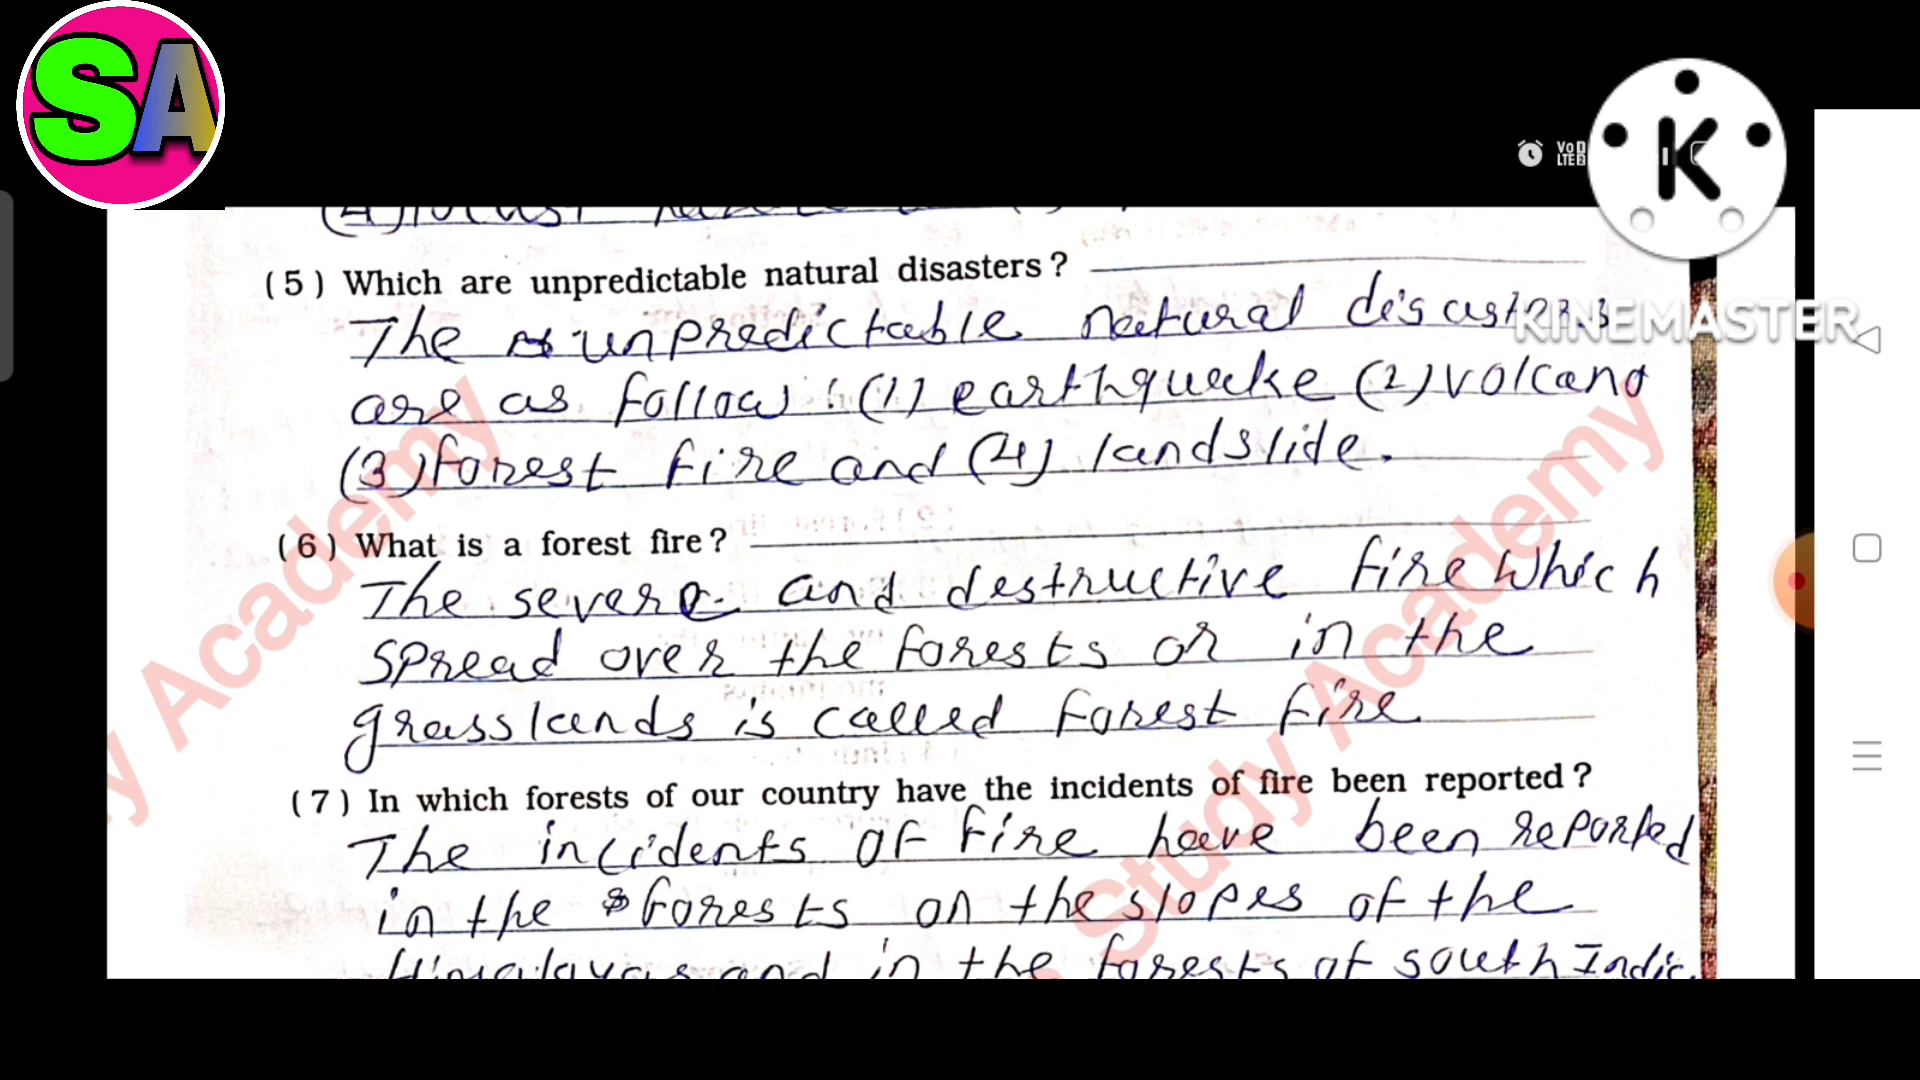 SA
VoD
LTE2
K
(4) locust
(5) Which are unpredictable natural disasters ?
The unpredictable natural disasters
KINEMASTER
are as follow : (1) earthquake (2) volcano
(3) forest fire and (4) landslide.
(6) What is a forest fire ?
The severe and destructive fire which
spread over the forests or in the
grasslands is called forest fire
(7) In which forests of our country have the incidents of fire been reported ?
The incidents of fire have been reported
in the forests on the slopes of the
Himalayas and in the forests of south India
Study Academy
y Academy